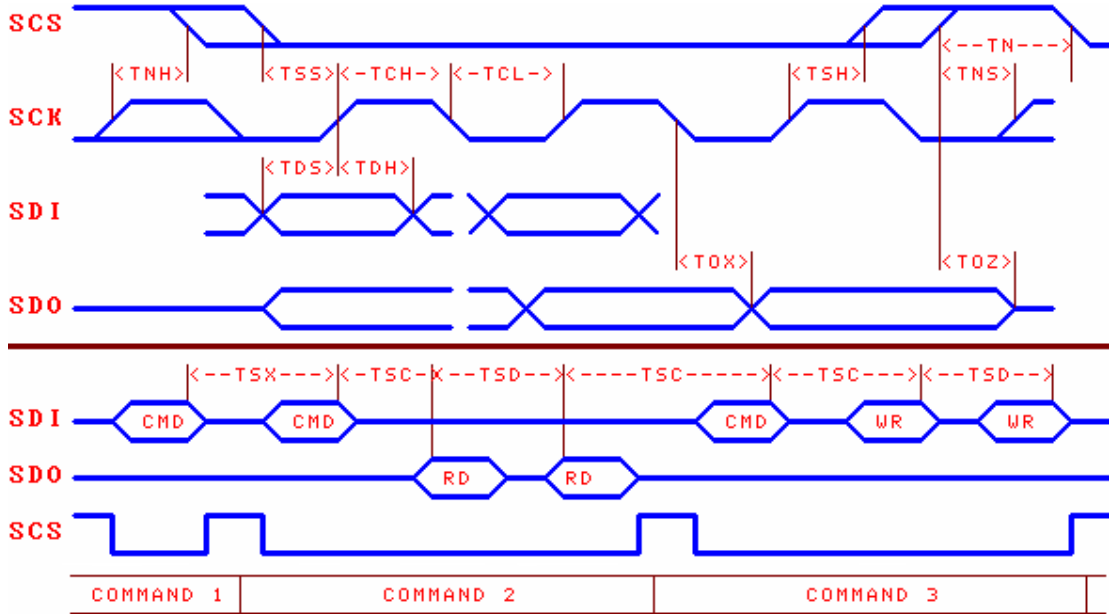 SCS
<--TN--->
<TNH> <TSS> <-TCH-> <-TCL-> <TSH> <TNS>
SCK
<TDS> <TDH>
SDI
<TOX> <TOZ>
SDO
<--TSX---> <-TSC-X--TSD--> <----TSC----> <--TSC--> <-TSD-->
SDI CMD CMD CMD WR WR
SDO RD RD
SCS
COMMAND 1 COMMAND 2 COMMAND 3